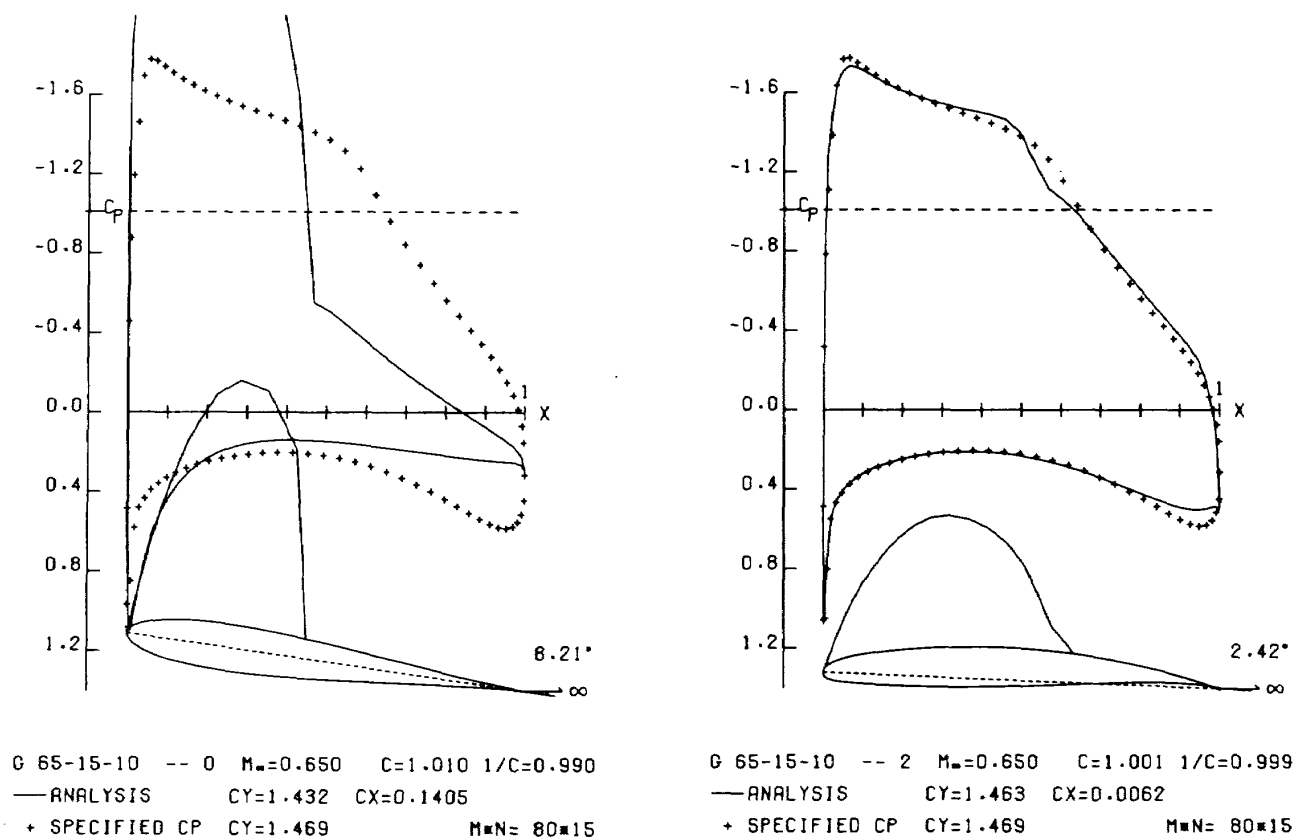 -1.6
-1.2
Cp
-0.8
-0.4
0.0
0.4
0.8
1.2
1
X
8.21°
∞
G 65-15-10 -- 0 M∞=0.650 C=1.010 1/C=0.990
ANALYSIS CY=1.432 CX=0.1405
+ SPECIFIED CP CY=1.469 M*N= 80*15
-1.6
-1.2
Cp
-0.8
-0.4
0.0
0.4
0.8
1.2
1
X
2.42°
∞
G 65-15-10 -- 2 M∞=0.650 C=1.001 1/C=0.999
ANALYSIS CY=1.463 CX=0.0062
+ SPECIFIED CP CY=1.469 M*N= 80*15